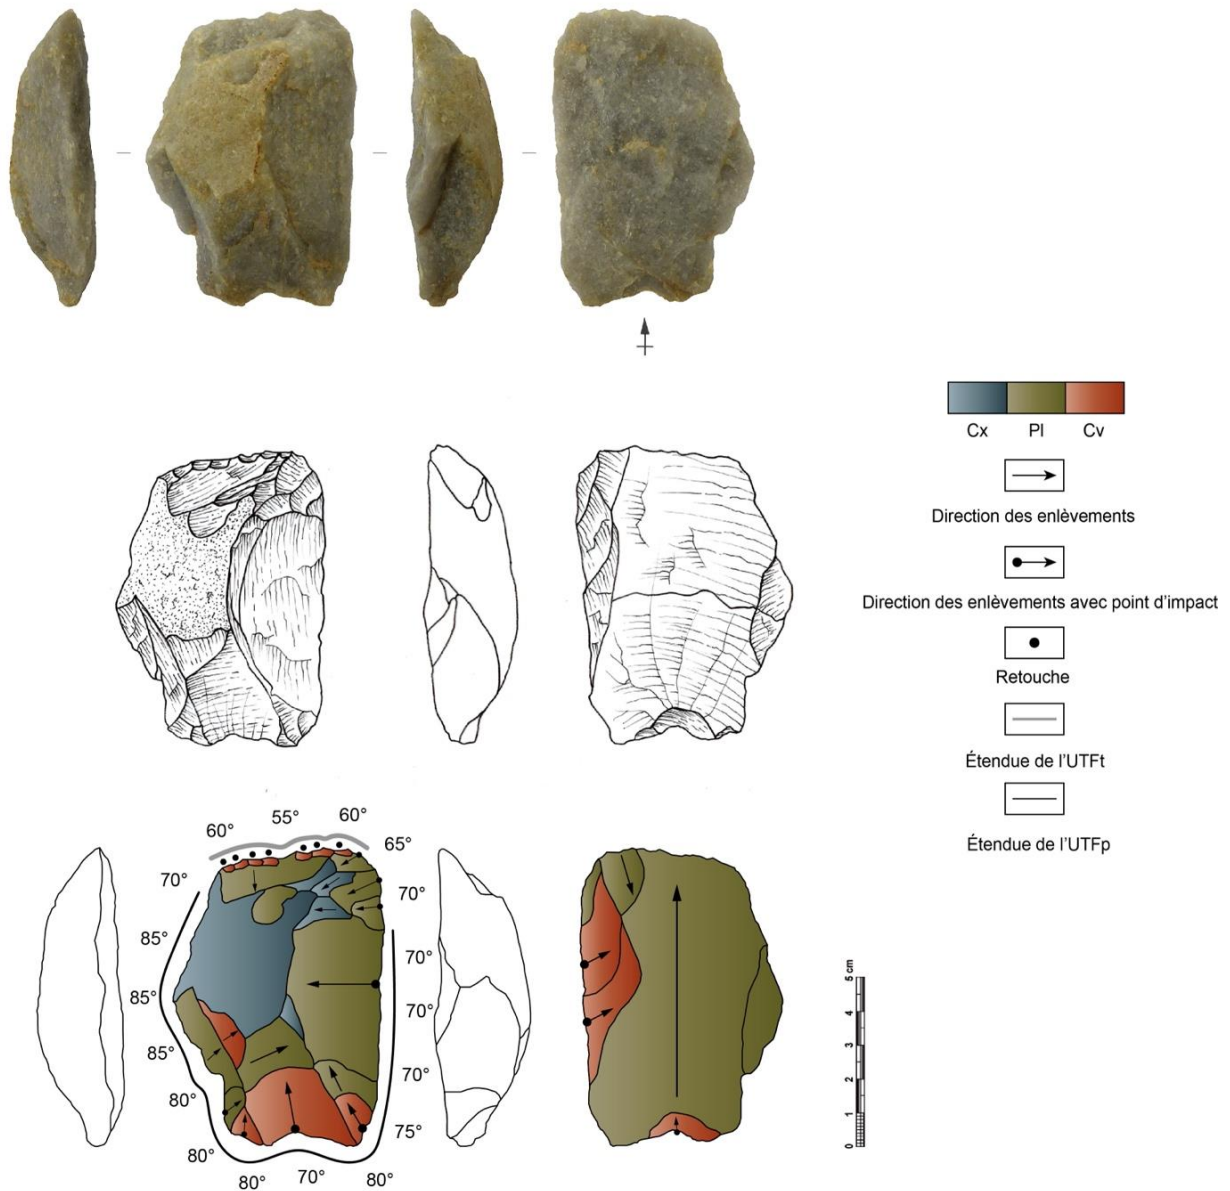 Cx Pl Cv
Direction des enlèvements
Direction des enlèvements avec point d'impact
Retouche
Étendue de l'UTFt
Étendue de l'UTFp
60° 55° 60°
65°
70° 70°
85°
70°
85°
70°
85°
70°
80°
75°
80°
80° 70° 80°
5 cm
4
3
2
1
0